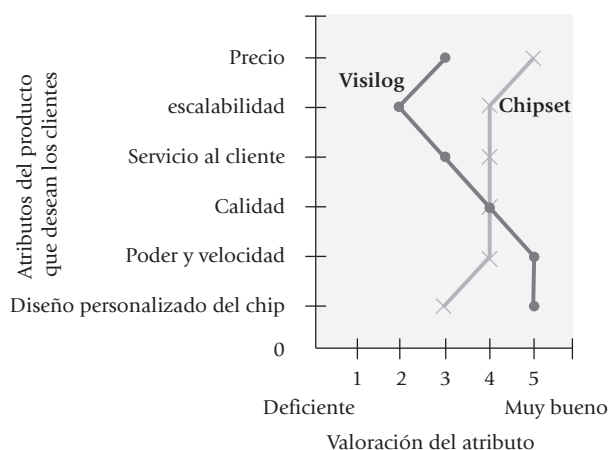 Atributos del producto
que desean los clientes
Precio
escalabilidad
Servicio al cliente
Calidad
Poder y velocidad
Diseño personalizado del chip
0
Visilog
Chipset
1 2 3 4 5
Deficiente Muy bueno
Valoración del atributo